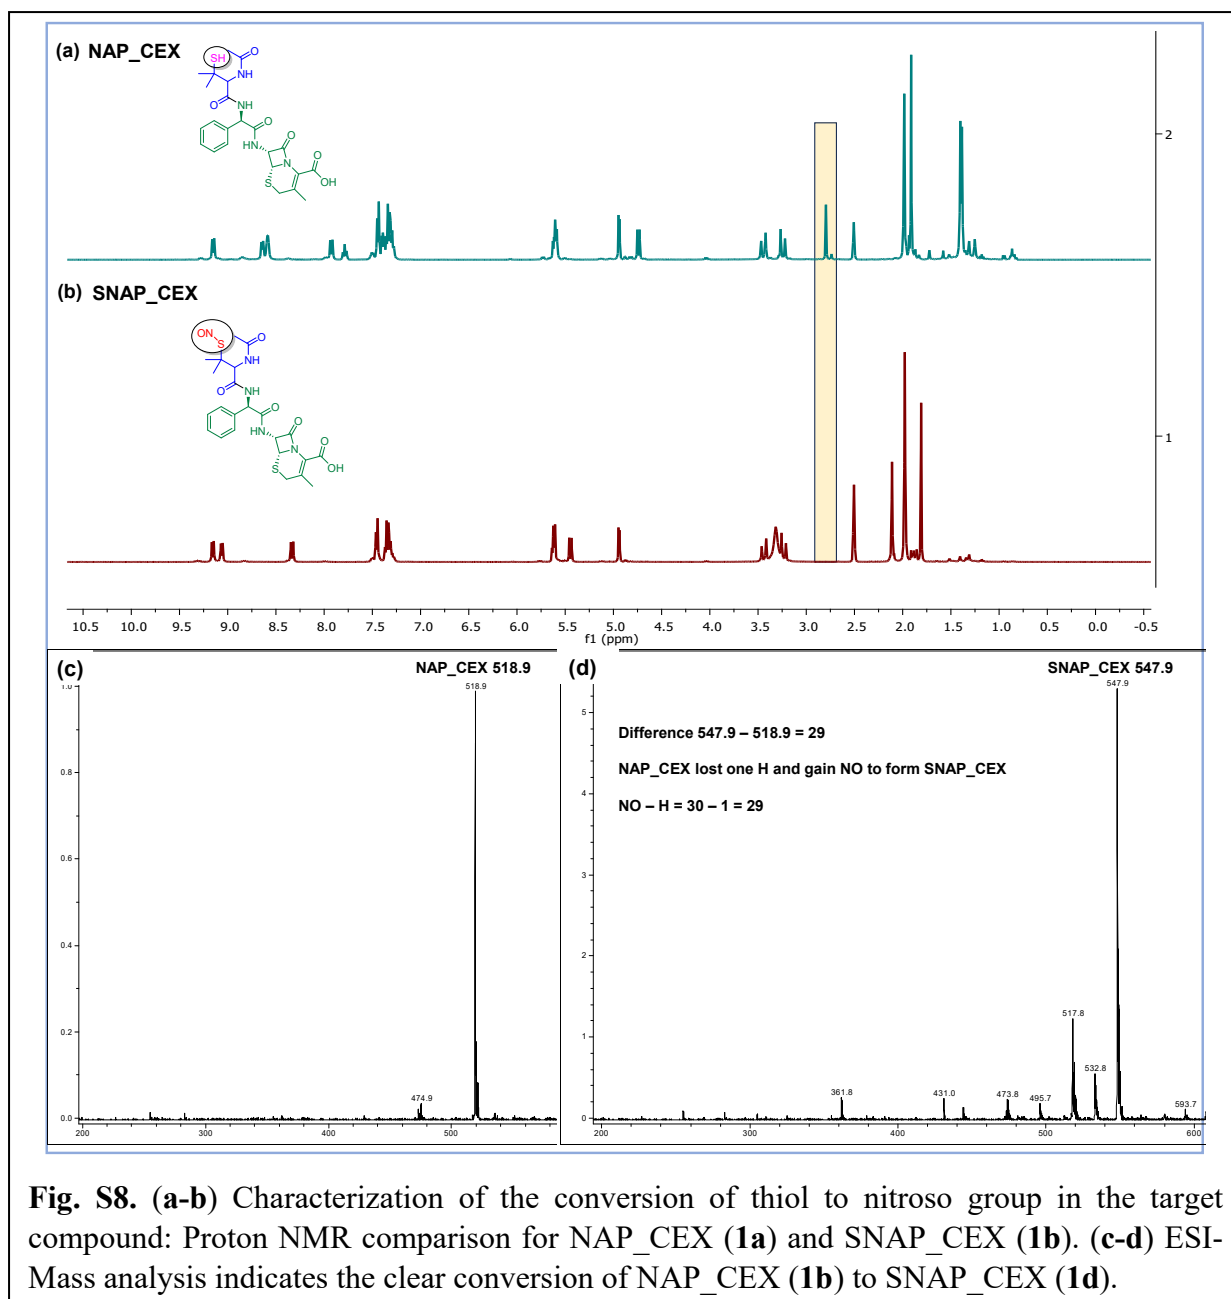 (a) NAP_CEX
SH
O
NH
O
NH
O
HN
O
N
O
S
OH
2
(b) SNAP_CEX
ON
S
O
NH
O
NH
O
HN
O
N
O
S
OH
1
10.5 10.0 9.5 9.0 8.5 8.0 7.5 7.0 6.5 6.0 5.5 5.0 4.5 4.0 3.5 3.0 2.5 2.0 1.5 1.0 0.5 0.0 -0.5
f1 (ppm)
(c) NAP_CEX 518.9
518.9
1.0
0.8
0.6
0.4
0.2
0.0
474.9
200 300 400 500
(d) SNAP_CEX 547.9
547.9
5
Difference 547.9 – 518.9 = 29
NAP_CEX lost one H and gain NO to form SNAP_CEX
NO – H = 30 – 1 = 29
4
3
2
1
0
517.8
532.8
361.8
431.0
473.8
495.7
593.7
200 300 400 500 600
Fig. S8. (a-b) Characterization of the conversion of thiol to nitroso group in the target
compound: Proton NMR comparison for NAP_CEX (1a) and SNAP_CEX (1b). (c-d) ESI-
Mass analysis indicates the clear conversion of NAP_CEX (1b) to SNAP_CEX (1d).